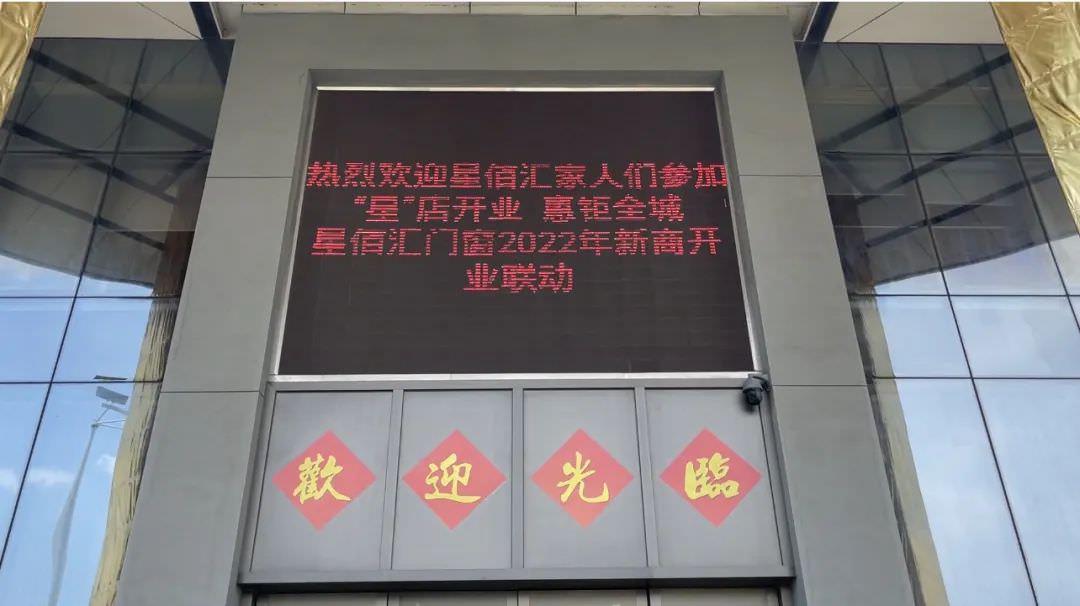 热烈欢迎星佰汇家人们参加
“星”店开业 惠钜全城
星佰汇门窗2022年新商开
业联动
歡迎光臨